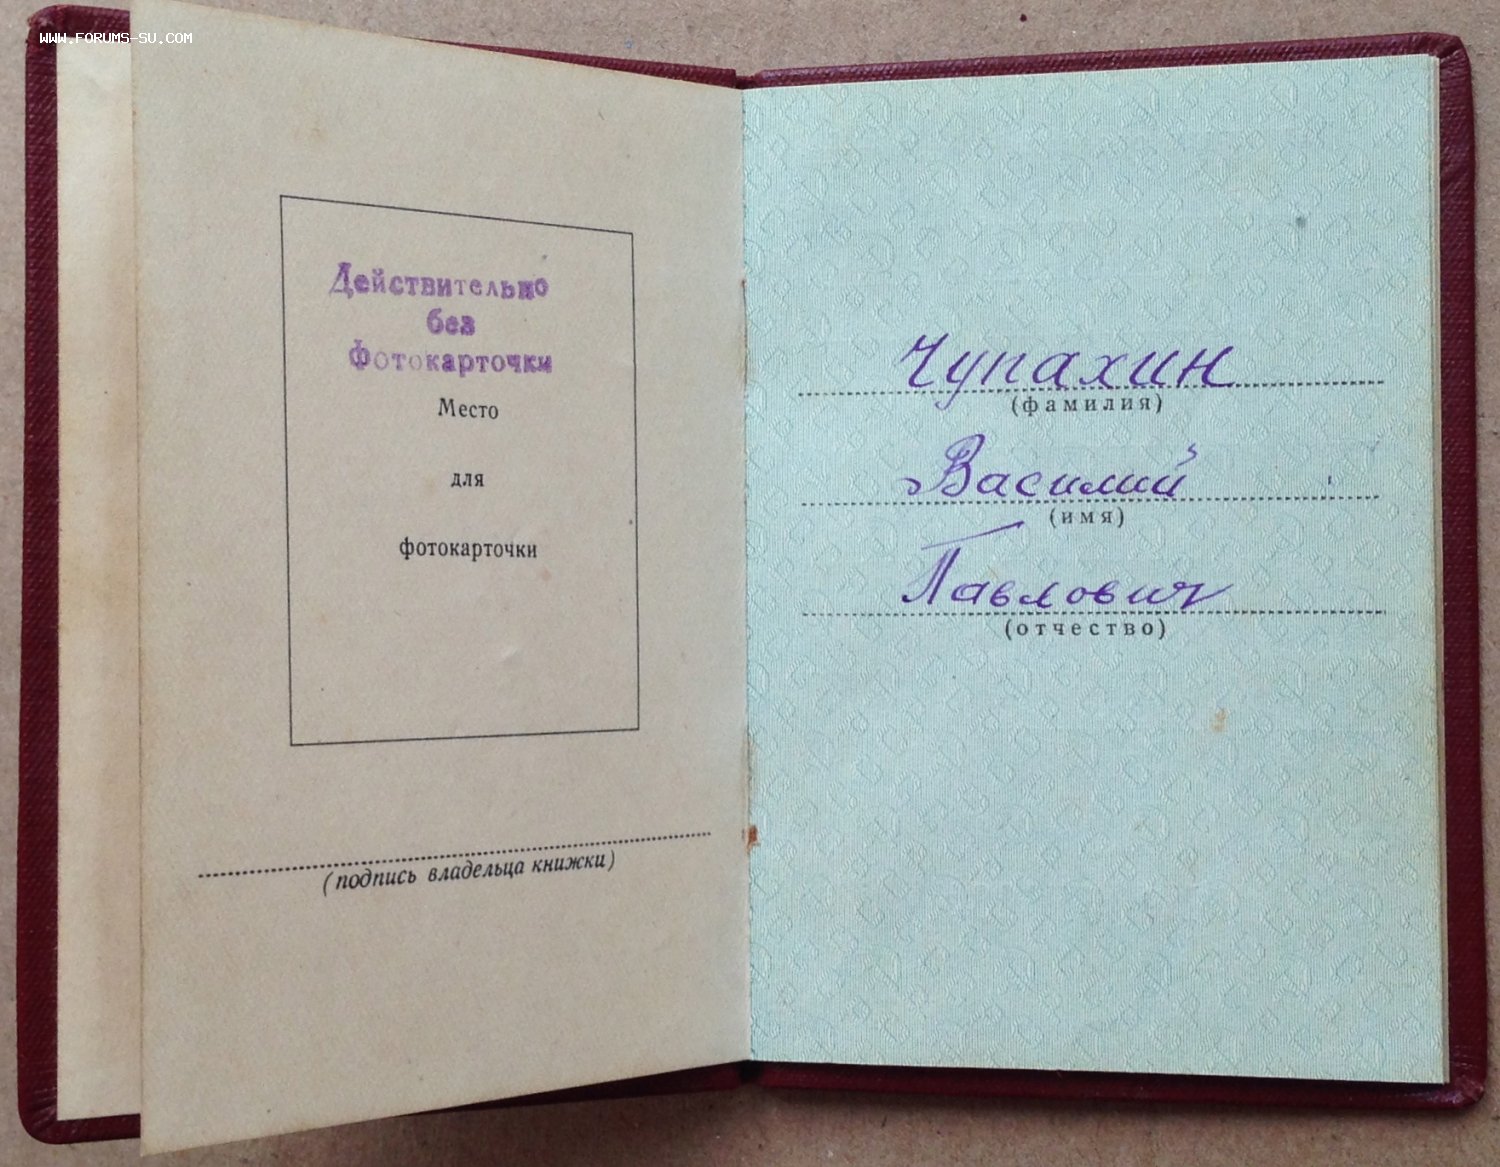 WWW.FORUMS-SU.COM
Действительно
без
Фотокарточки
Место
для
фотокарточки
(подпись владельца книжки)
Чупахин
(фамилия)
Василий
(имя)
Павлович
(отчество)